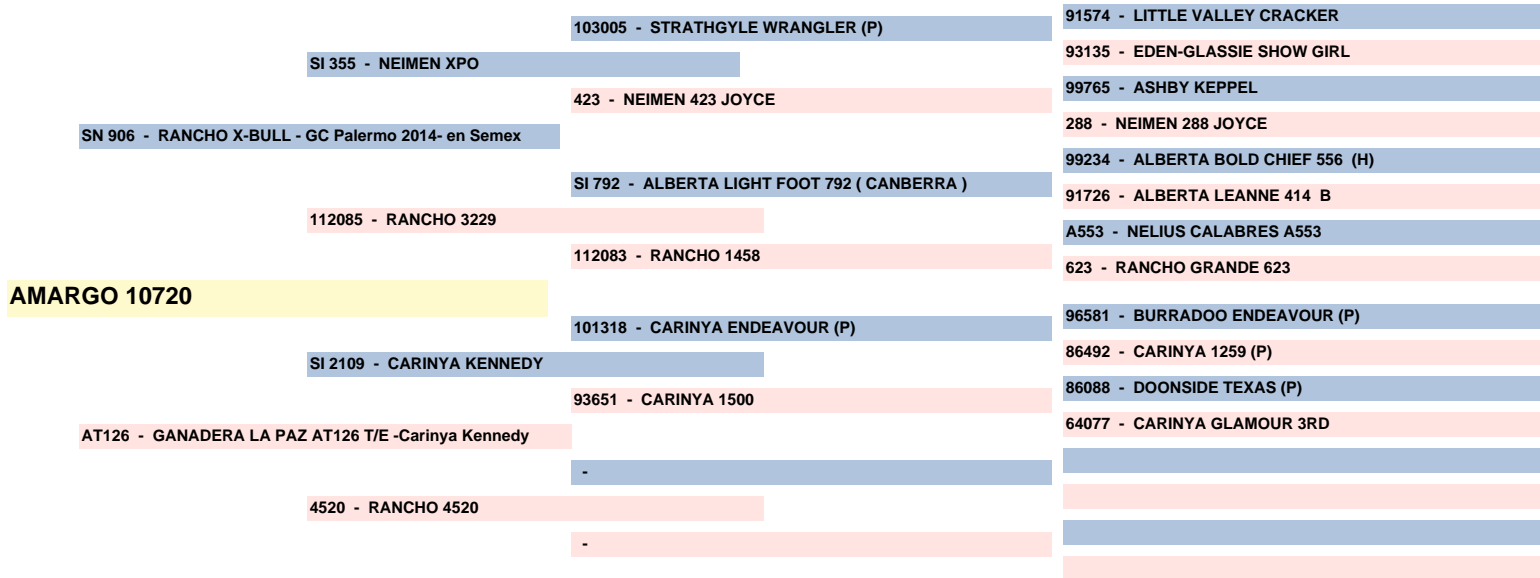 91574 - LITTLE VALLEY CRACKER
103005 - STRATHGYLE WRANGLER (P)
93135 - EDEN-GLASSIE SHOW GIRL
SI 355 - NEIMEN XPO
99765 - ASHBY KEPPEL
423 - NEIMEN 423 JOYCE
288 - NEIMEN 288 JOYCE
SN 906 - RANCHO X-BULL - GC Palermo 2014- en Semex
99234 - ALBERTA BOLD CHIEF 556 (H)
SI 792 - ALBERTA LIGHT FOOT 792 ( CANBERRA )
91726 - ALBERTA LEANNE 414 B
112085 - RANCHO 3229
A553 - NELIUS CALABRES A553
112083 - RANCHO 1458
623 - RANCHO GRANDE 623
AMARGO 10720
96581 - BURRADOO ENDEAVOUR (P)
101318 - CARINYA ENDEAVOUR (P)
86492 - CARINYA 1259 (P)
SI 2109 - CARINYA KENNEDY
86088 - DOONSIDE TEXAS (P)
93651 - CARINYA 1500
64077 - CARINYA GLAMOUR 3RD
AT126 - GANADERA LA PAZ AT126 T/E -Carinya Kennedy
-
4520 - RANCHO 4520
-